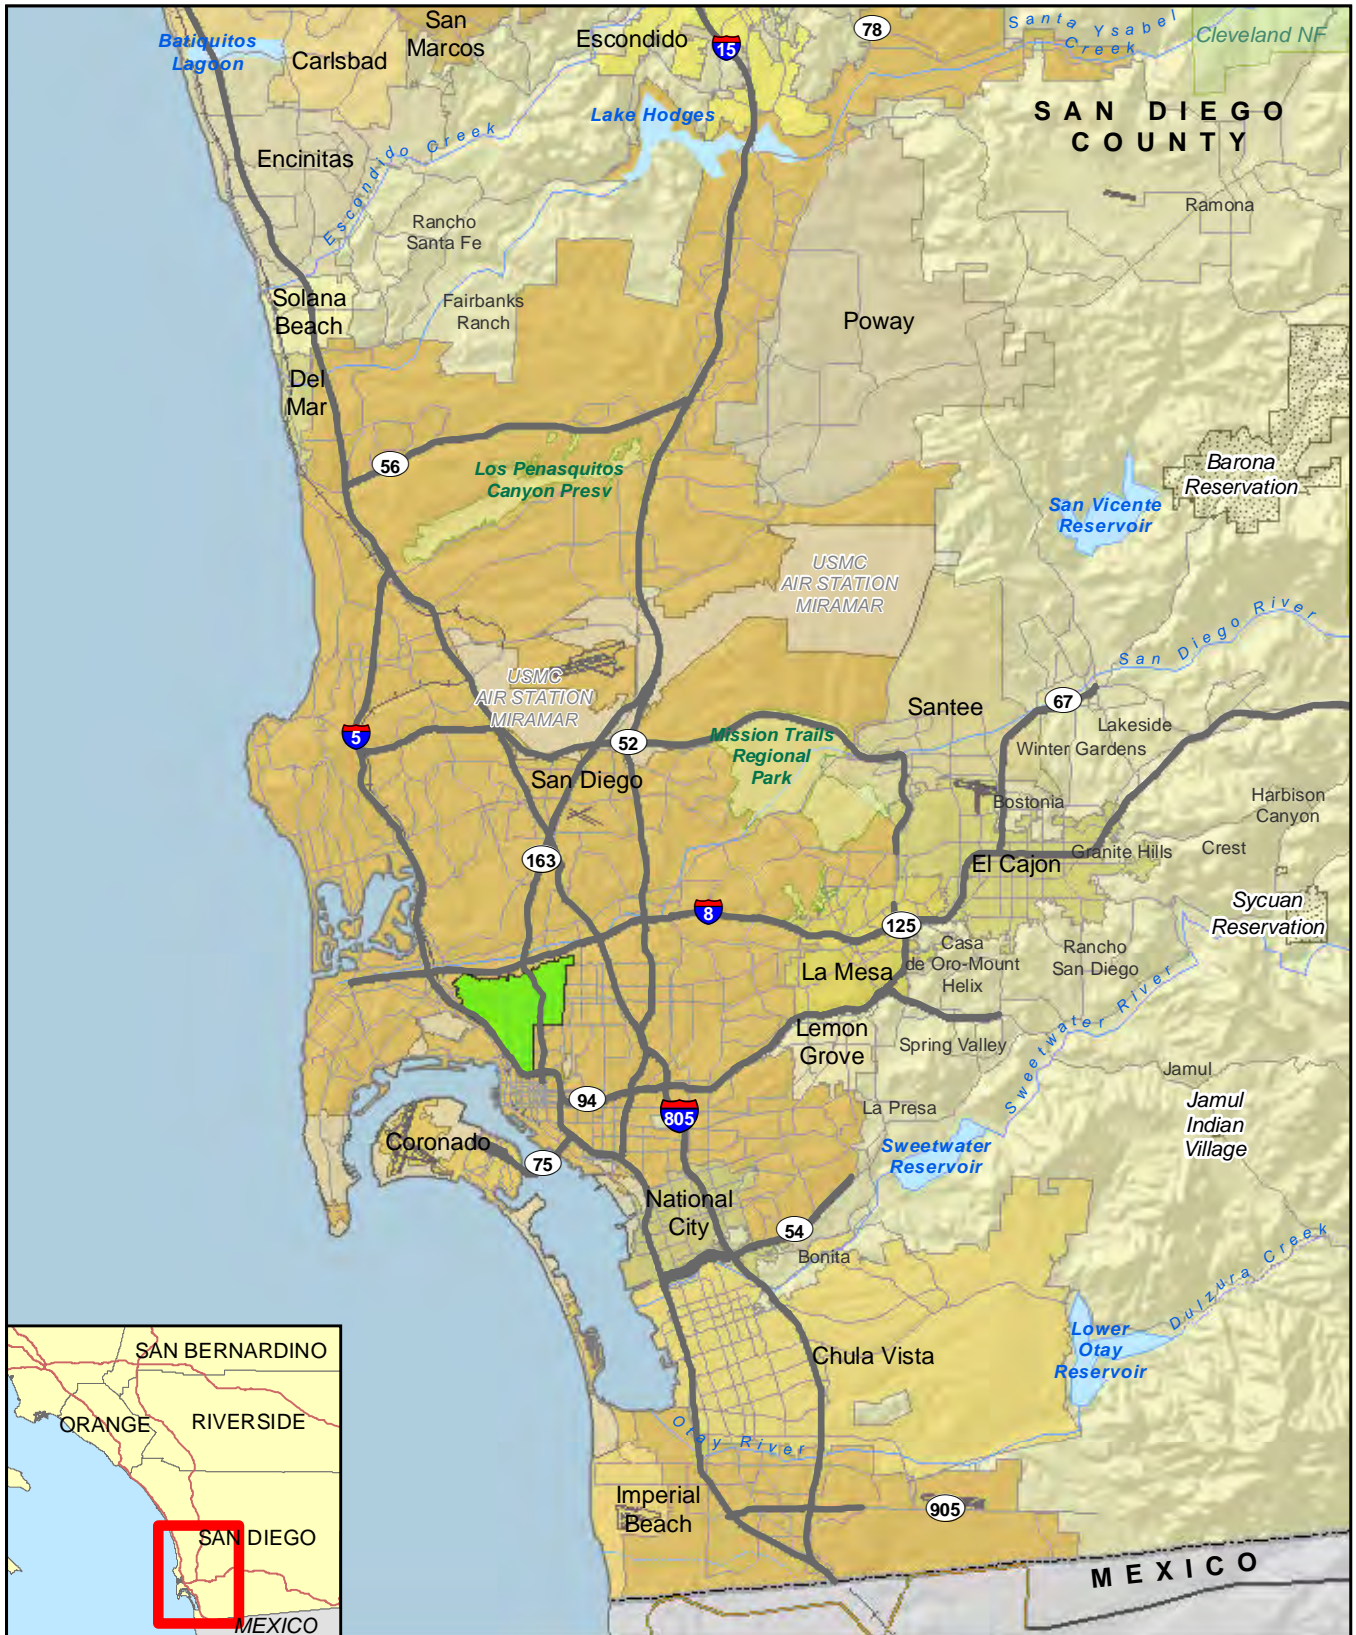 San
Marcos
Escondido
78
Santa Ysabel
Creek
Cleveland NF
Batiquitos
Lagoon
Carlsbad
15
SAN DIEGO
COUNTY
Lake Hodges
Escondido Creek
Encinitas
Ramona
Rancho
Santa Fe
Solana
Beach
Fairbanks
Ranch
Poway
Del
Mar
56
Los Penasquitos
Canyon Presv
Barona
Reservation
San Vicente
Reservoir
USMC
AIR STATION
MIRAMAR
San Diego River
USMC
AIR STATION
MIRAMAR
67
Santee
Lakeside
Winter Gardens
5
52
Mission Trails
Regional
Park
San Diego
Bostonia
Harbison
Canyon
163
El Cajon
Granite Hills
Crest
8
125
Sycuan
Reservation
Casa
de Oro-Mount
Helix
Rancho
San Diego
La Mesa
Sweetwater River
Lemon
Grove
Spring Valley
Jamul
94
805
La Presa
Jamul
Indian
Village
Coronado
75
Sweetwater
Reservoir
National
City
54
Bonita
Dulzura Creek
Lower
Otay
Reservoir
Chula Vista
Otay River
Imperial
Beach
905
MEXICO
SAN BERNARDINO
ORANGE
RIVERSIDE
SAN DIEGO
MEXICO